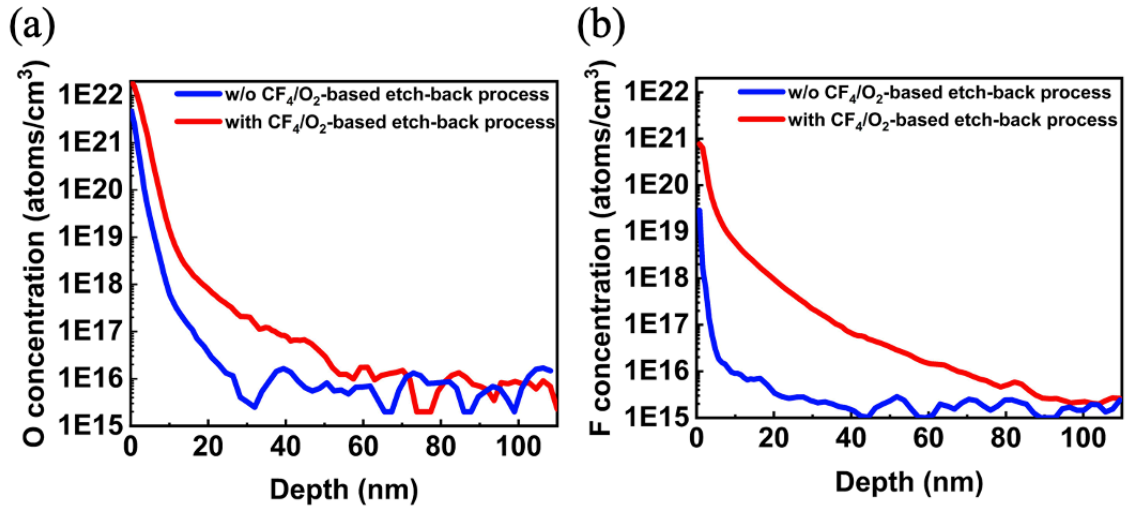 (a)
O concentration (atoms/cm³)
1E22
1E21
1E20
1E19
1E18
1E17
1E16
1E15
w/o CF₄/O₂-based etch-back process
with CF₄/O₂-based etch-back process
0 20 40 60 80 100
Depth (nm)
(b)
F concentration (atoms/cm³)
1E22
1E21
1E20
1E19
1E18
1E17
1E16
1E15
w/o CF₄/O₂-based etch-back process
with CF₄/O₂-based etch-back process
0 20 40 60 80 100
Depth (nm)